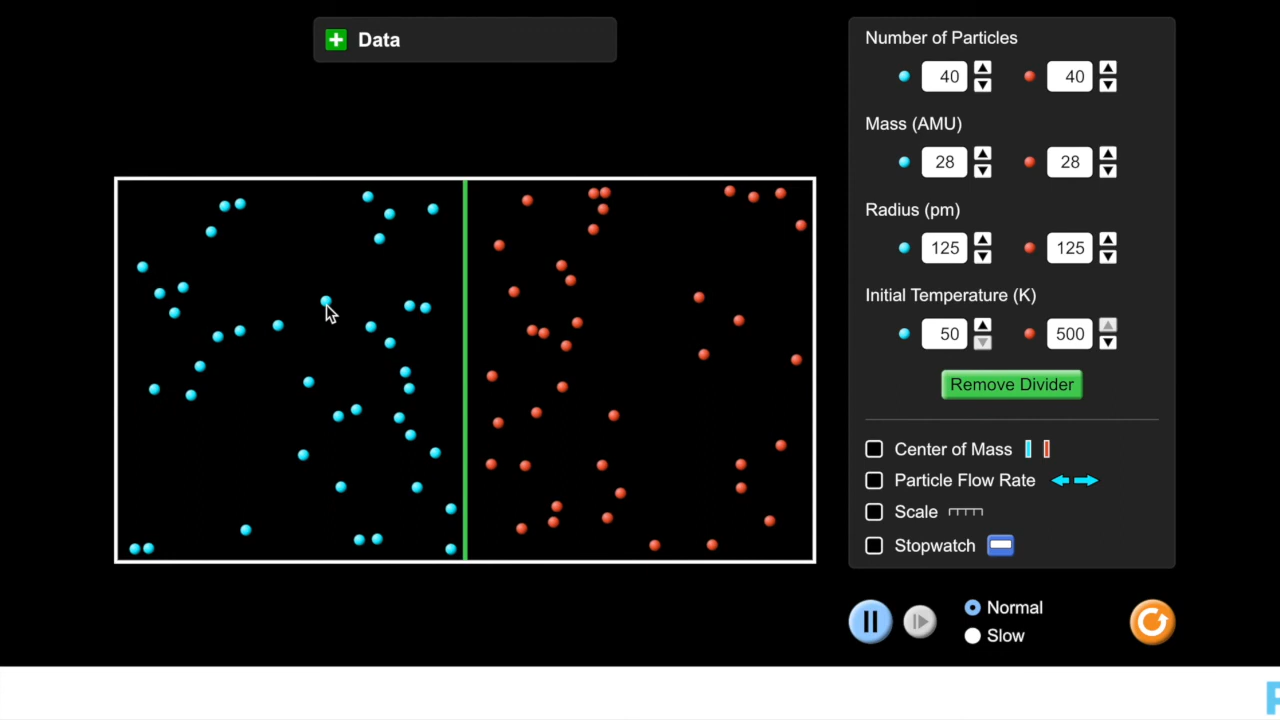 Data
Number of Particles
40 40
Mass (AMU)
28 28
Radius (pm)
125 125
Initial Temperature (K)
50 500
Remove Divider
Center of Mass
Particle Flow Rate
Scale
Stopwatch
Normal
Slow